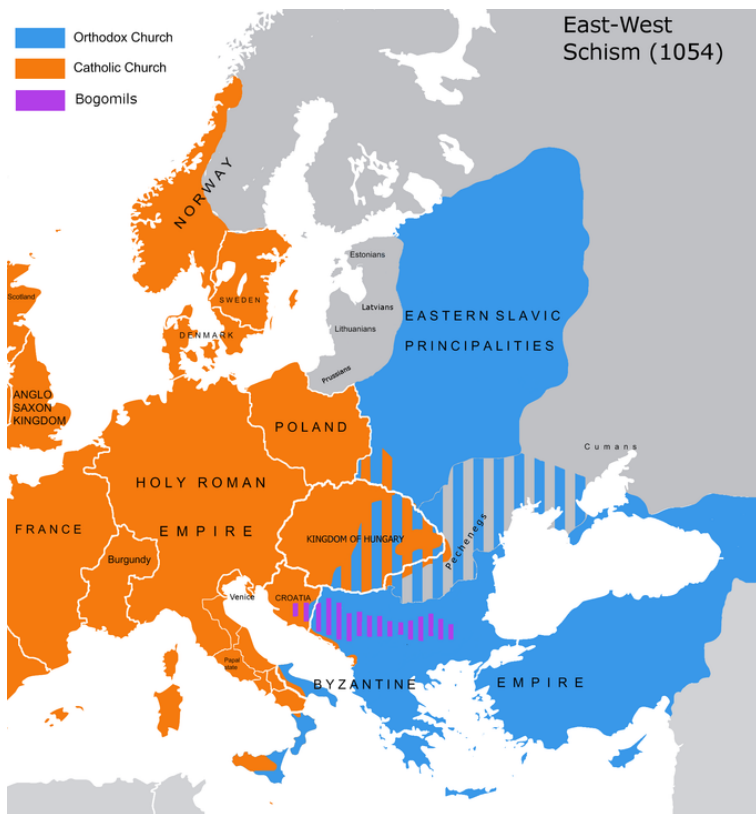 East-West
Schism (1054)
Orthodox Church
Catholic Church
Bogomils
NORWAY
SWEDEN
DENMARK
Scotland
ANGLO
SAXON
KINGDOM
Estonians
Latvians
Lithuanians
Prussians
EASTERN SLAVIC
PRINCIPALITIES
POLAND
HOLY ROMAN
EMPIRE
Cumans
FRANCE
Burgundy
KINGDOM OF HUNGARY
Pechenegs
Venice
CROATIA
Papal
state
BYZANTINE
EMPIRE